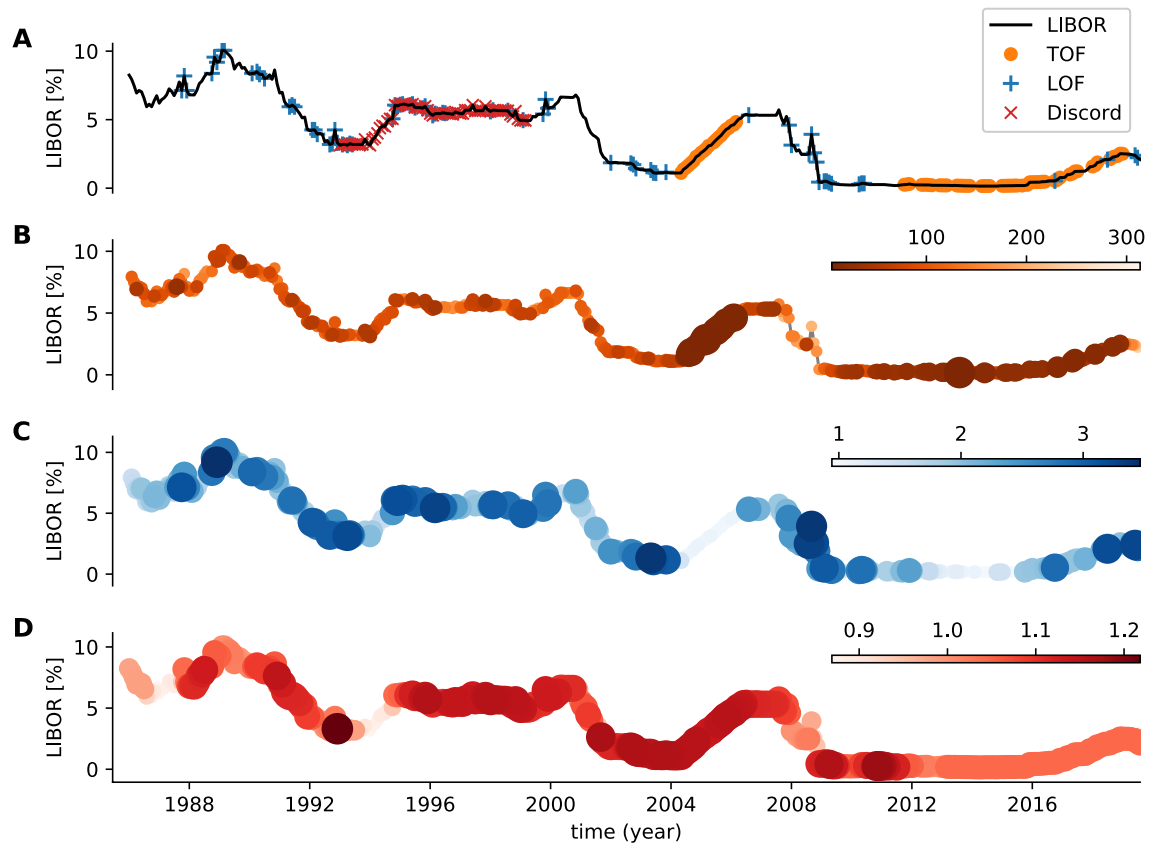 A
LIBOR [%]
10
5
0
LIBOR
TOF
LOF
Discord
B
LIBOR [%]
10
5
0
100 200 300
C
LIBOR [%]
10
5
0
1 2 3
D
LIBOR [%]
10
5
0
0.9 1.0 1.1 1.2
1988 1992 1996 2000 2004 2008 2012 2016
time (year)